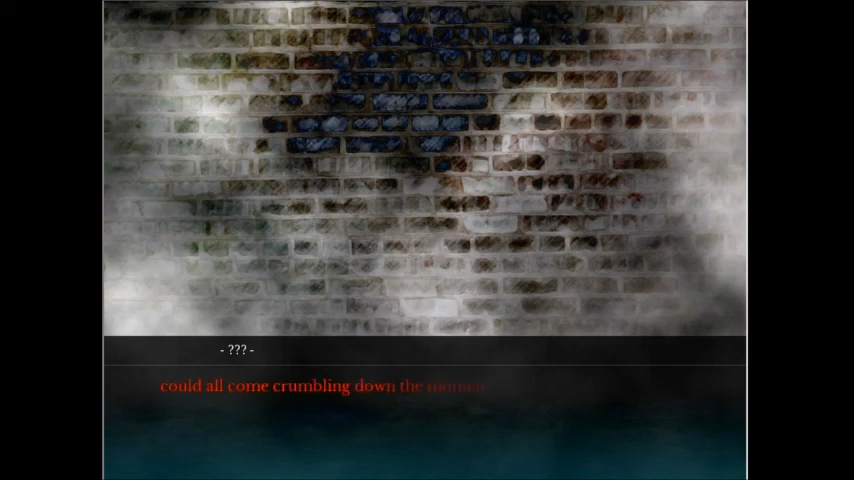 - ??? -
could all come crumbling down the